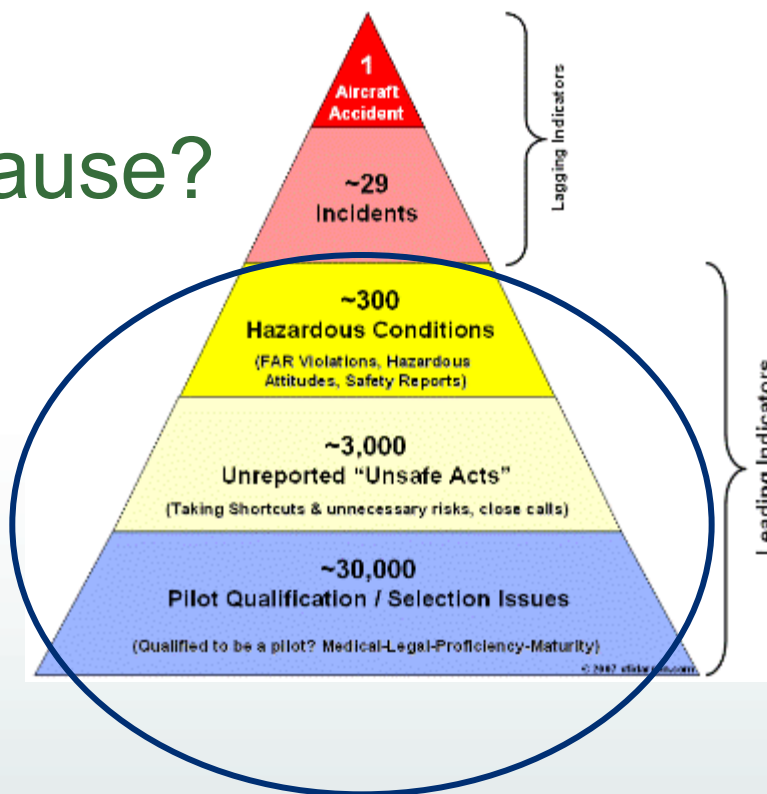 ause?
1
Aircraft
Accident
~29
Incidents
Lagging Indicators
~300
Hazardous Conditions
(FAR Violations, Hazardous
Attitudes, Safety Reports)
~3,000
Unreported “Unsafe Acts”
(Taking Shortcuts & unnecessary risks, close calls)
Leading Indicators
~30,000
Pilot Qualification / Selection Issues
(Qualified to be a pilot? Medical-Legal-Proficiency-Maturity)
© 2007